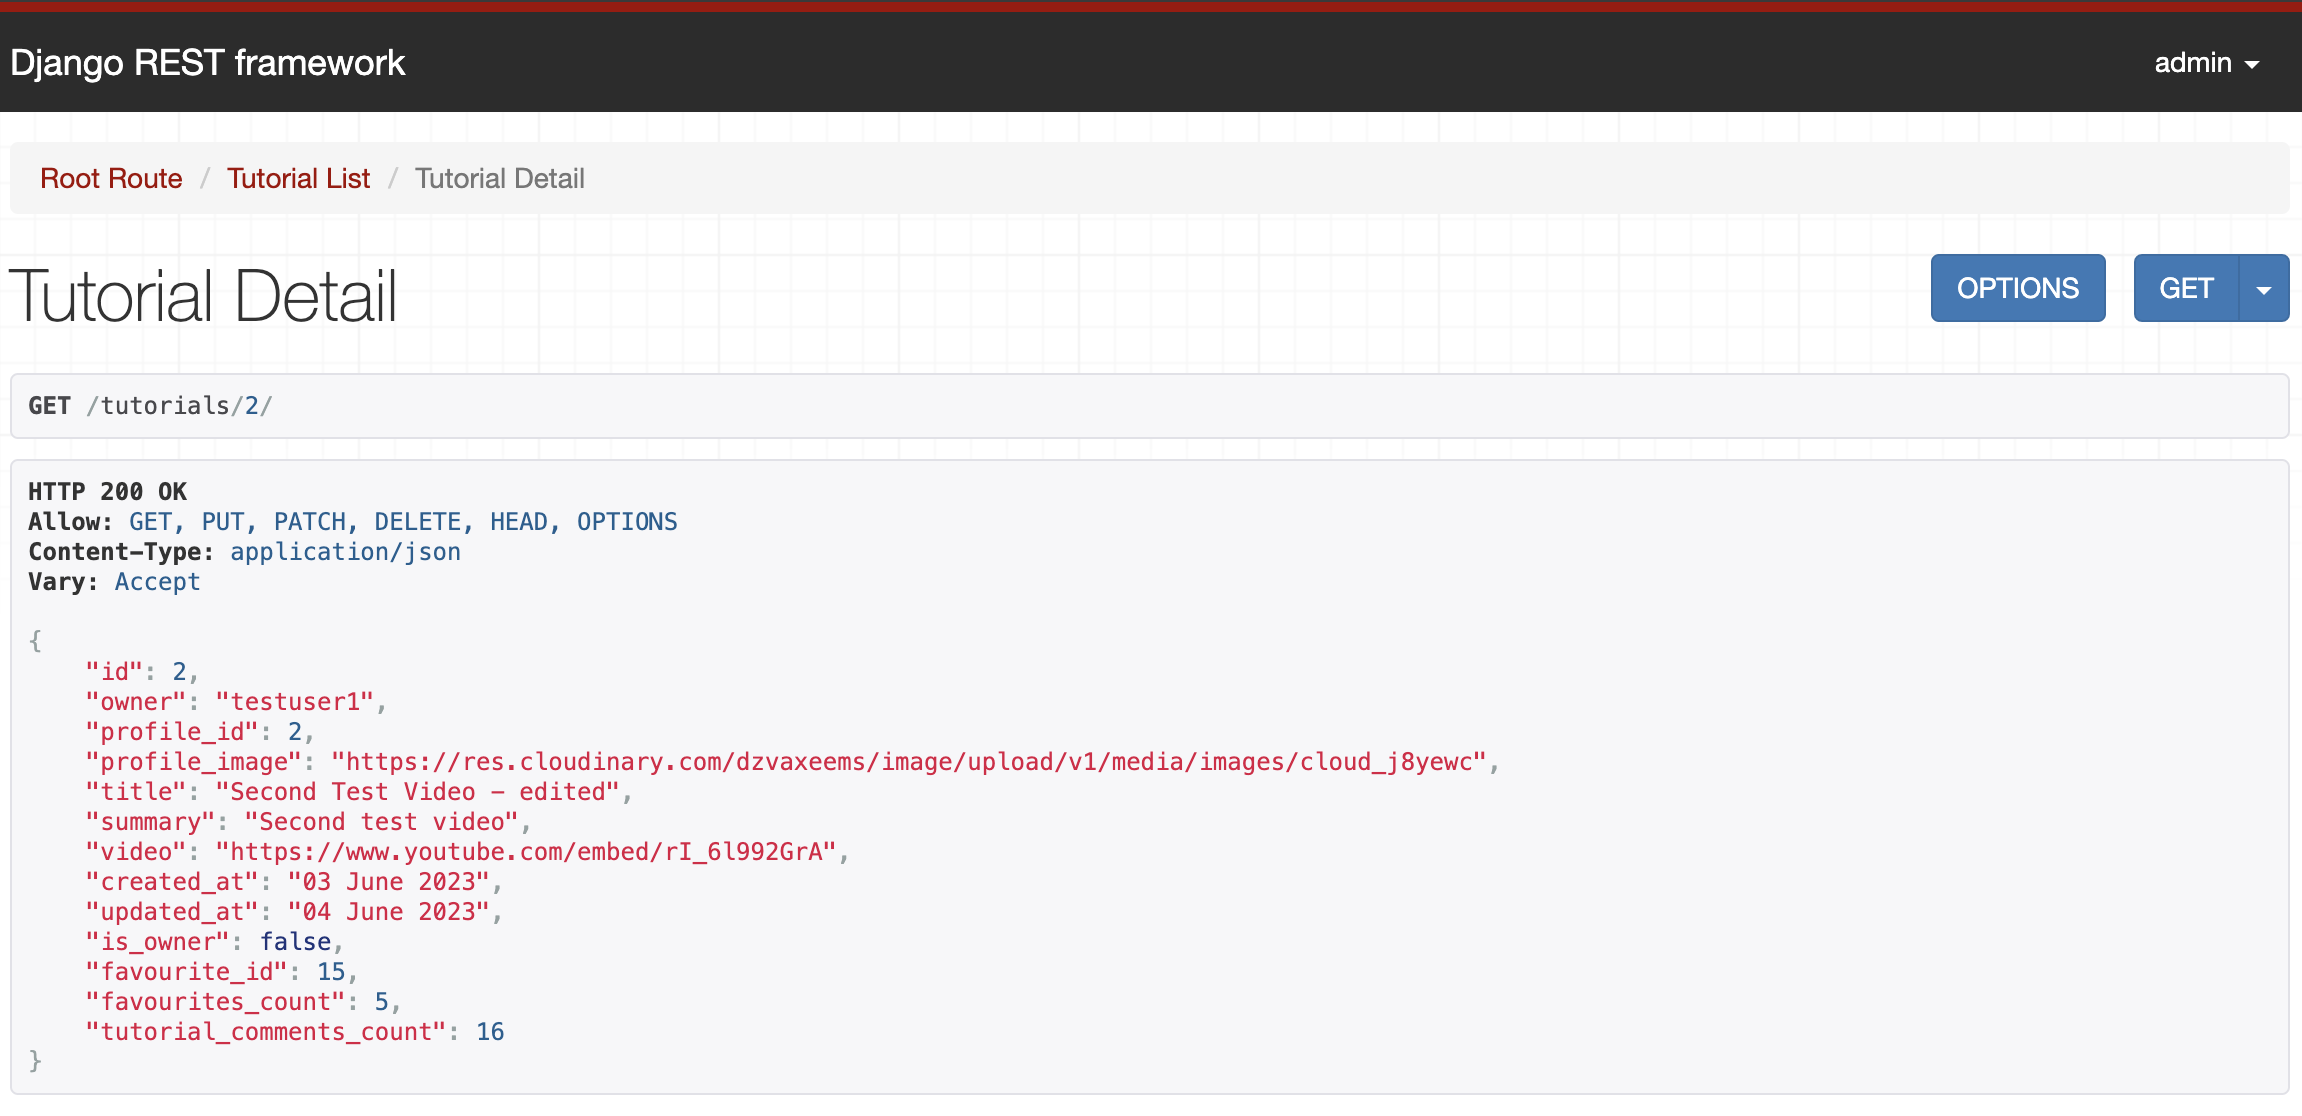 Django REST framework
admin
Root Route / Tutorial List / Tutorial Detail
Tutorial Detail
OPTIONS
GET
GET /tutorials/2/
HTTP 200 OK
Allow: GET, PUT, PATCH, DELETE, HEAD, OPTIONS
Content-Type: application/json
Vary: Accept
{
    "id": 2,
    "owner": "testuser1",
    "profile_id": 2,
    "profile_image": "https://res.cloudinary.com/dzvaxeems/image/upload/v1/media/images/cloud_j8yewc",
    "title": "Second Test Video - edited",
    "summary": "Second test video",
    "video": "https://www.youtube.com/embed/rI_6l992GrA",
    "created_at": "03 June 2023",
    "updated_at": "04 June 2023",
    "is_owner": false,
    "favourite_id": 15,
    "favourites_count": 5,
    "tutorial_comments_count": 16
}